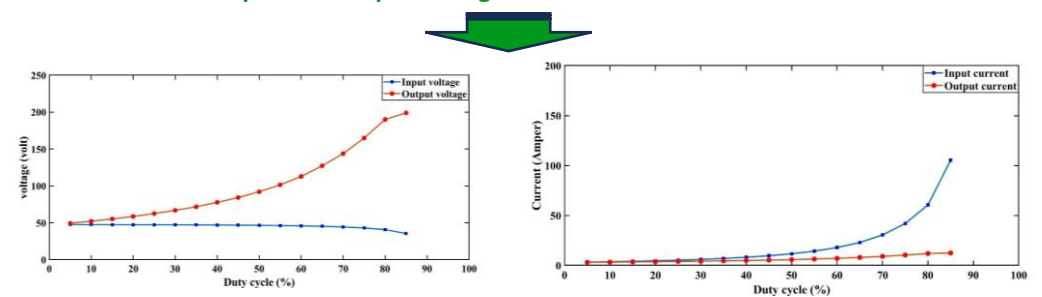 250
200
150
100
50
0
voltage (volt)
Input voltage
Output voltage
0 10 20 30 40 50 60 70 80 90 100
Duty cycle (%)
200
150
100
50
0
Current (Amper)
Input current
Output current
0 10 20 30 40 50 60 70 80 90 100
Duty cycle (%)